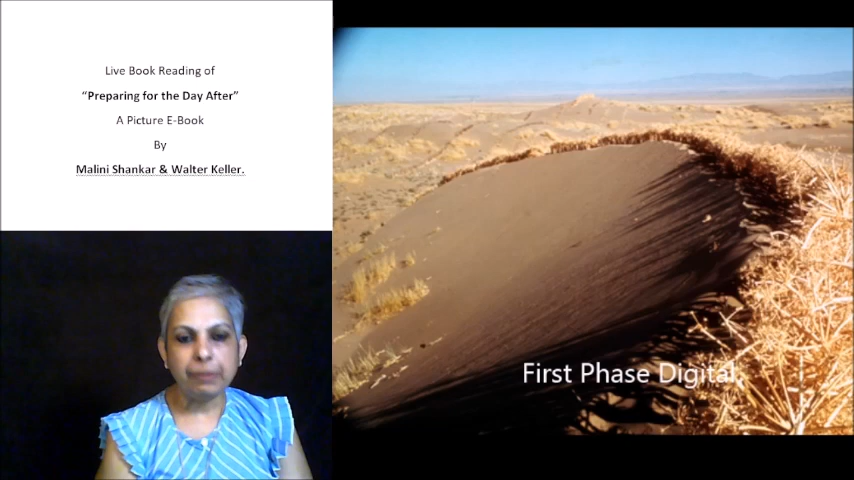 Live Book Reading of
“Preparing for the Day After”
A Picture E-Book
By
Malini Shankar & Walter Keller.
First Phase Digital.